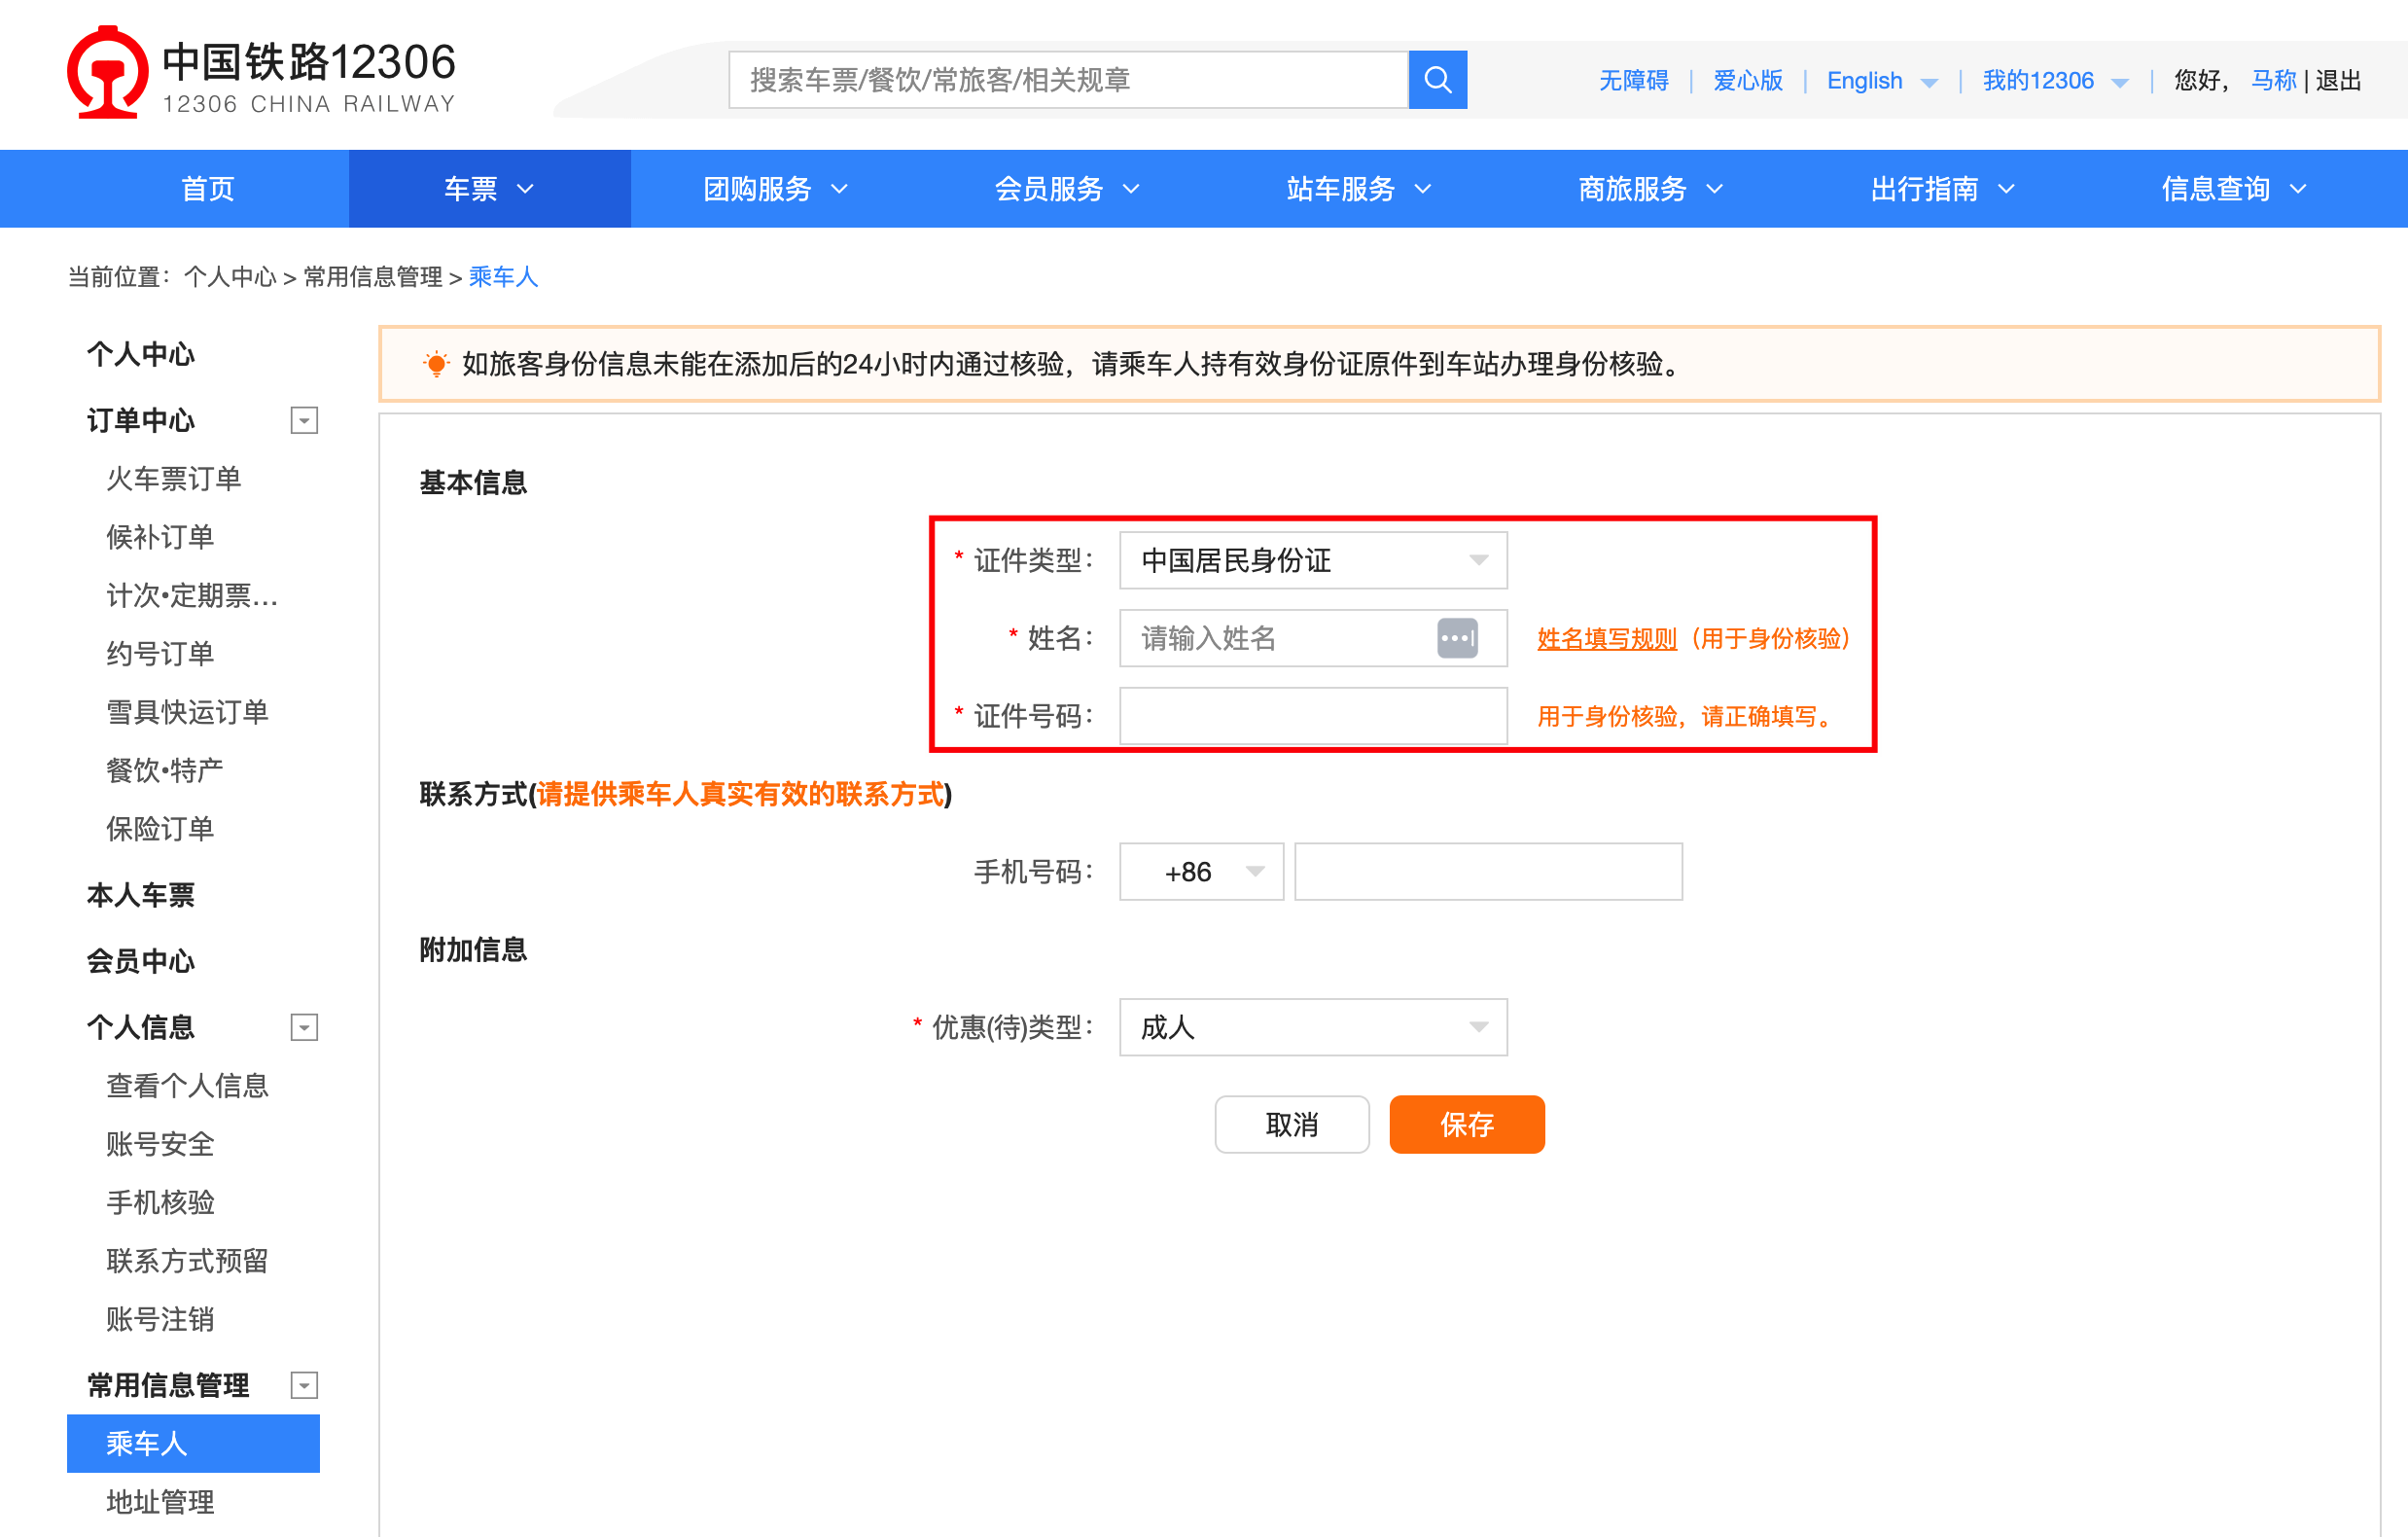 中国铁路12306
12306 CHINA RAILWAY
搜索车票/餐饮/常旅客/相关规章
无障碍 | 爱心版 | English | 我的12306 | 您好, 马称 | 退出
首页 车票 团购服务 会员服务 站车服务 商旅服务 出行指南 信息查询
当前位置：个人中心 > 常用信息管理 > 乘车人
个人中心
订单中心
火车票订单
候补订单
计次•定期票...
约号订单
雪具快运订单
餐饮•特产
保险订单
本人车票
会员中心
个人信息
查看个人信息
账号安全
手机核验
联系方式预留
账号注销
常用信息管理
乘车人
地址管理
如旅客身份信息未能在添加后的24小时内通过核验，请乘车人持有效身份证原件到车站办理身份核验。
基本信息
* 证件类型： 中国居民身份证
* 姓名： 请输入姓名 姓名填写规则（用于身份核验）
* 证件号码： 用于身份核验，请正确填写。
联系方式(请提供乘车人真实有效的联系方式)
手机号码： +86
附加信息
* 优惠(待)类型： 成人
取消 保存